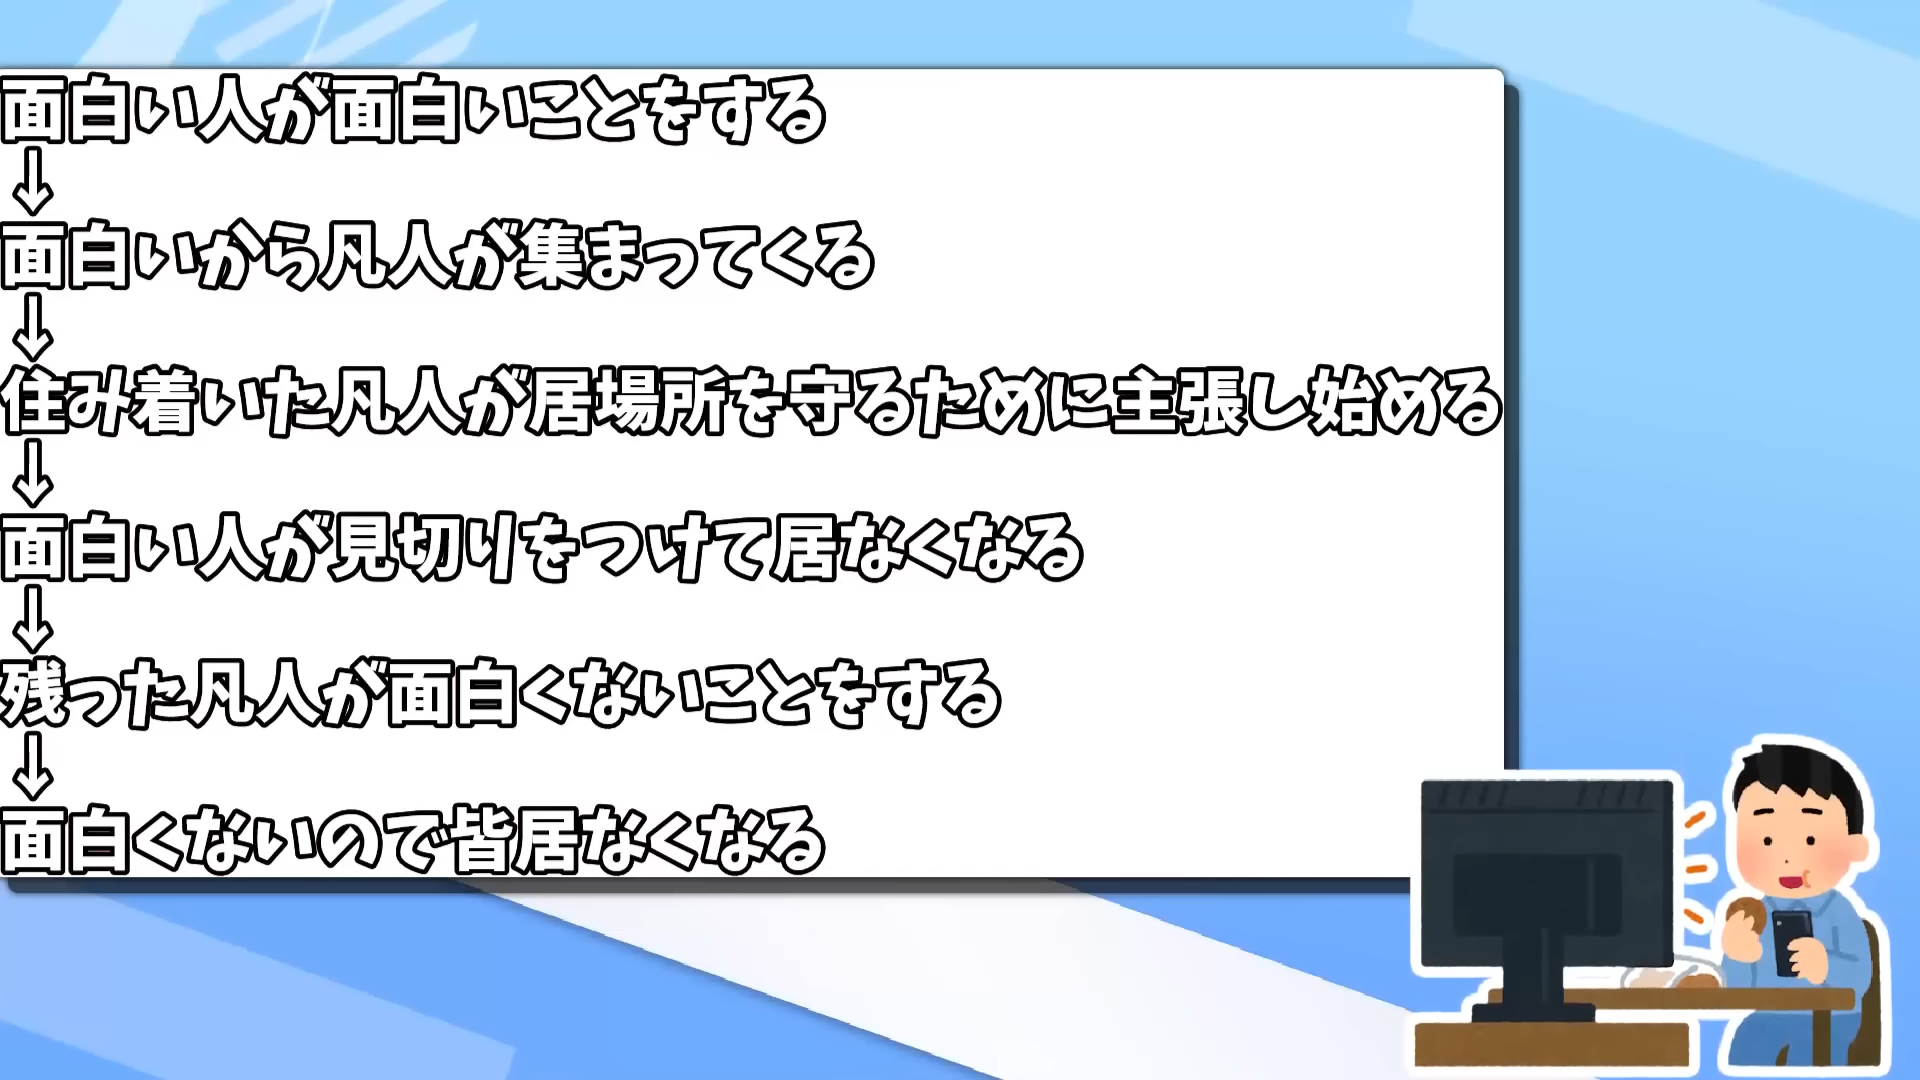 面白い人が面白いことをする
↓
面白いから凡人が集まってくる
↓
住み着いた凡人が居場所を守るために主張し始める
↓
面白い人が見切りをつけて居なくなる
↓
残った凡人が面白くないことをする
↓
面白くないので皆居なくなる